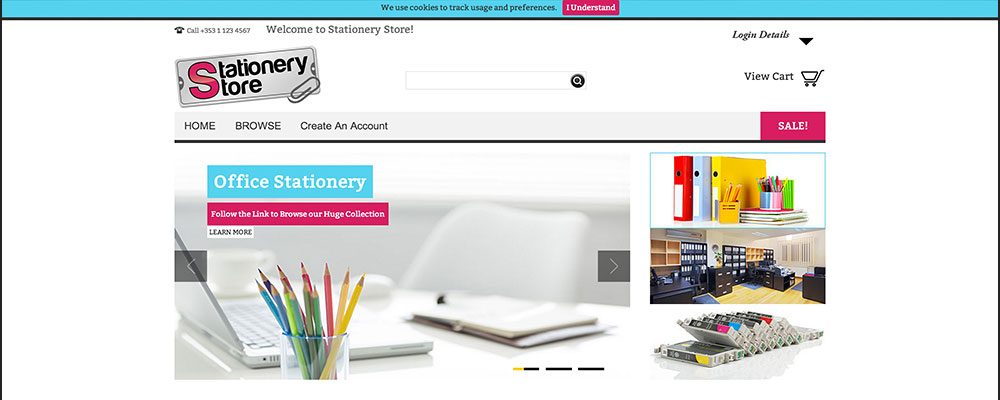 We use cookies to track usage and preferences. I Understand
Call +353 1 123 4567 Welcome to Stationery Store!
Login Details
Stationery
Store
View Cart
HOME BROWSE Create An Account SALE!
Office Stationery
Follow the Link to Browse our Huge Collection
LEARN MORE